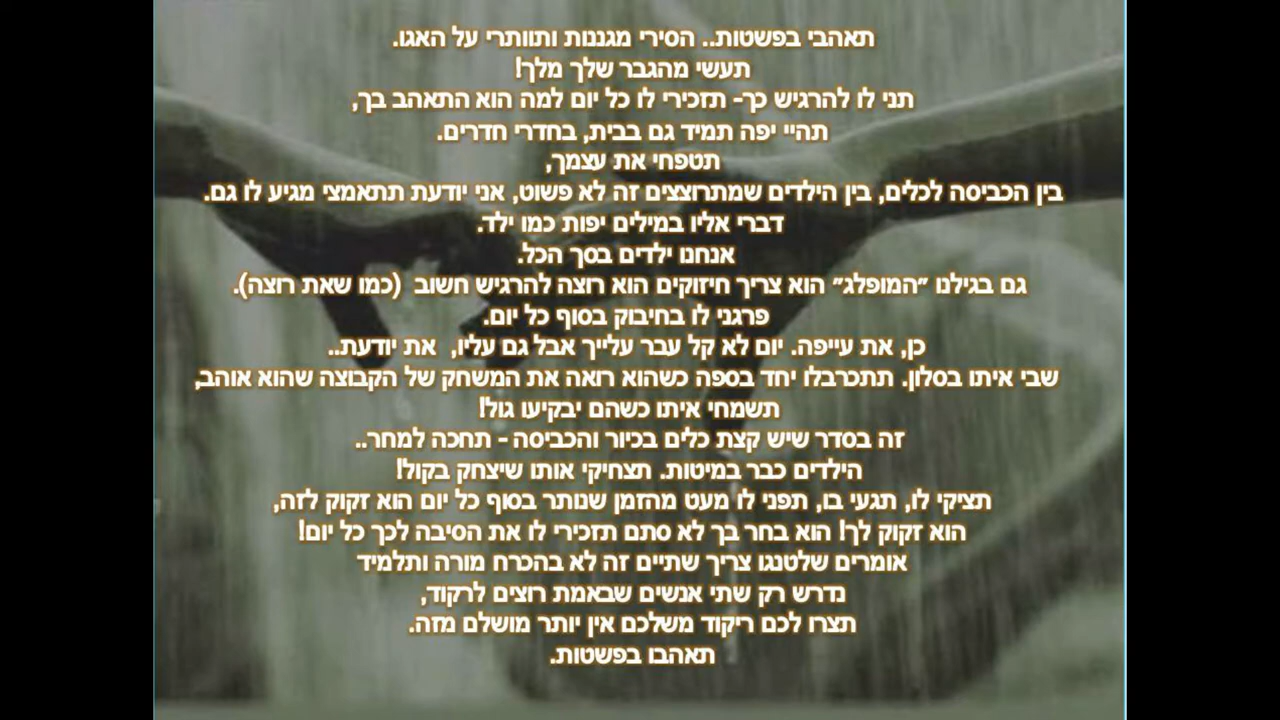 תאהבי בפשטות.. הסירי מגננות ותוותרי על האגו.
תעשי מהגבר שלך מלך!
תני לו להרגיש כך- תזכירי לו כל יום למה הוא התאהב בך,
תהיי יפה תמיד גם בבית, בחדרי חדרים.
תטפחי את עצמך,
בין הכביסה לכלים, בין הילדים שמתרוצצים זה לא פשוט, אני יודעת תתאמצי מגיע לו גם.
דברי אליו במילים יפות כמו ילד.
אנחנו ילדים בסך הכל.
גם בגילנו "המופלג" הוא צריך חיזוקים הוא רוצה להרגיש חשוב  (כמו שאת רוצה).
פרגני לו בחיבוק בסוף כל יום.
כן, את עייפה. יום לא קל עבר עלייך אבל גם עליו,  את יודעת..
שבי איתו בסלון. תתכרבלו יחד בספה כשהוא רואה את המשחק של הקבוצה שהוא אוהב,
תשמחי איתו כשהם יבקיעו גול!
זה בסדר שיש קצת כלים בכיור והכביסה - תחכה למחר..
הילדים כבר במיטות. תצחיקי אותו שיצחק בקול!
תציקי לו, תגעי בו, תפני לו מעט מהזמן שנותר בסוף כל יום הוא זקוק לזה,
הוא זקוק לך! הוא בחר בך לא סתם תזכירי לו את הסיבה לכך כל יום!
אומרים שלטנגו צריך שתיים זה לא בהכרח מורה ותלמיד
נדרש רק שתי אנשים שבאמת רוצים לרקוד,
תצרו לכם ריקוד משלכם אין יותר מושלם מזה.
תאהבו בפשטות.